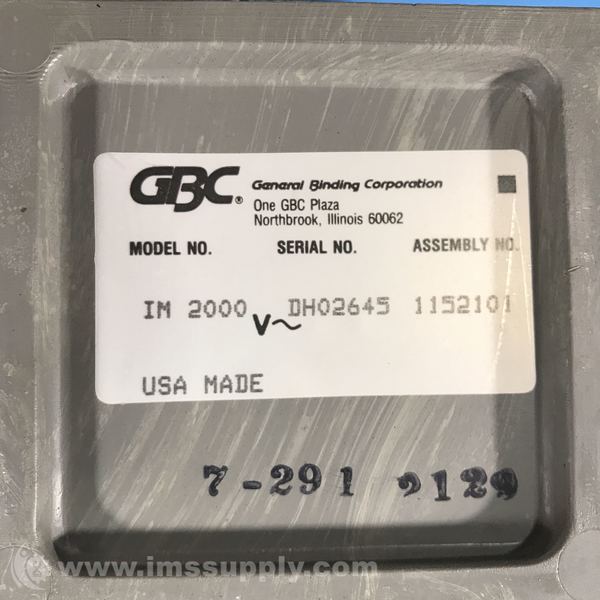 GBC® General Binding Corporation
One GBC Plaza
Northbrook, Illinois 60062
MODEL NO. SERIAL NO. ASSEMBLY NO.
IM 2000 V~ DH02645 1152101
USA MADE
7-291 2129
www.imssupply.com